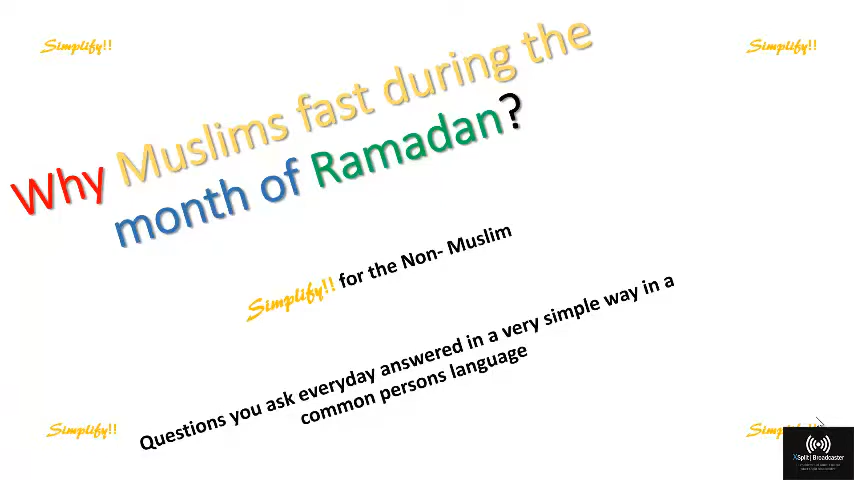 Simplify!!
Simplify!!
Why Muslims fast during the
month of Ramadan?
Simplify!! for the Non- Muslim
Questions you ask everyday answered in a very simple way in a
common persons language
Simplify!!
XSplit|Broadcaster